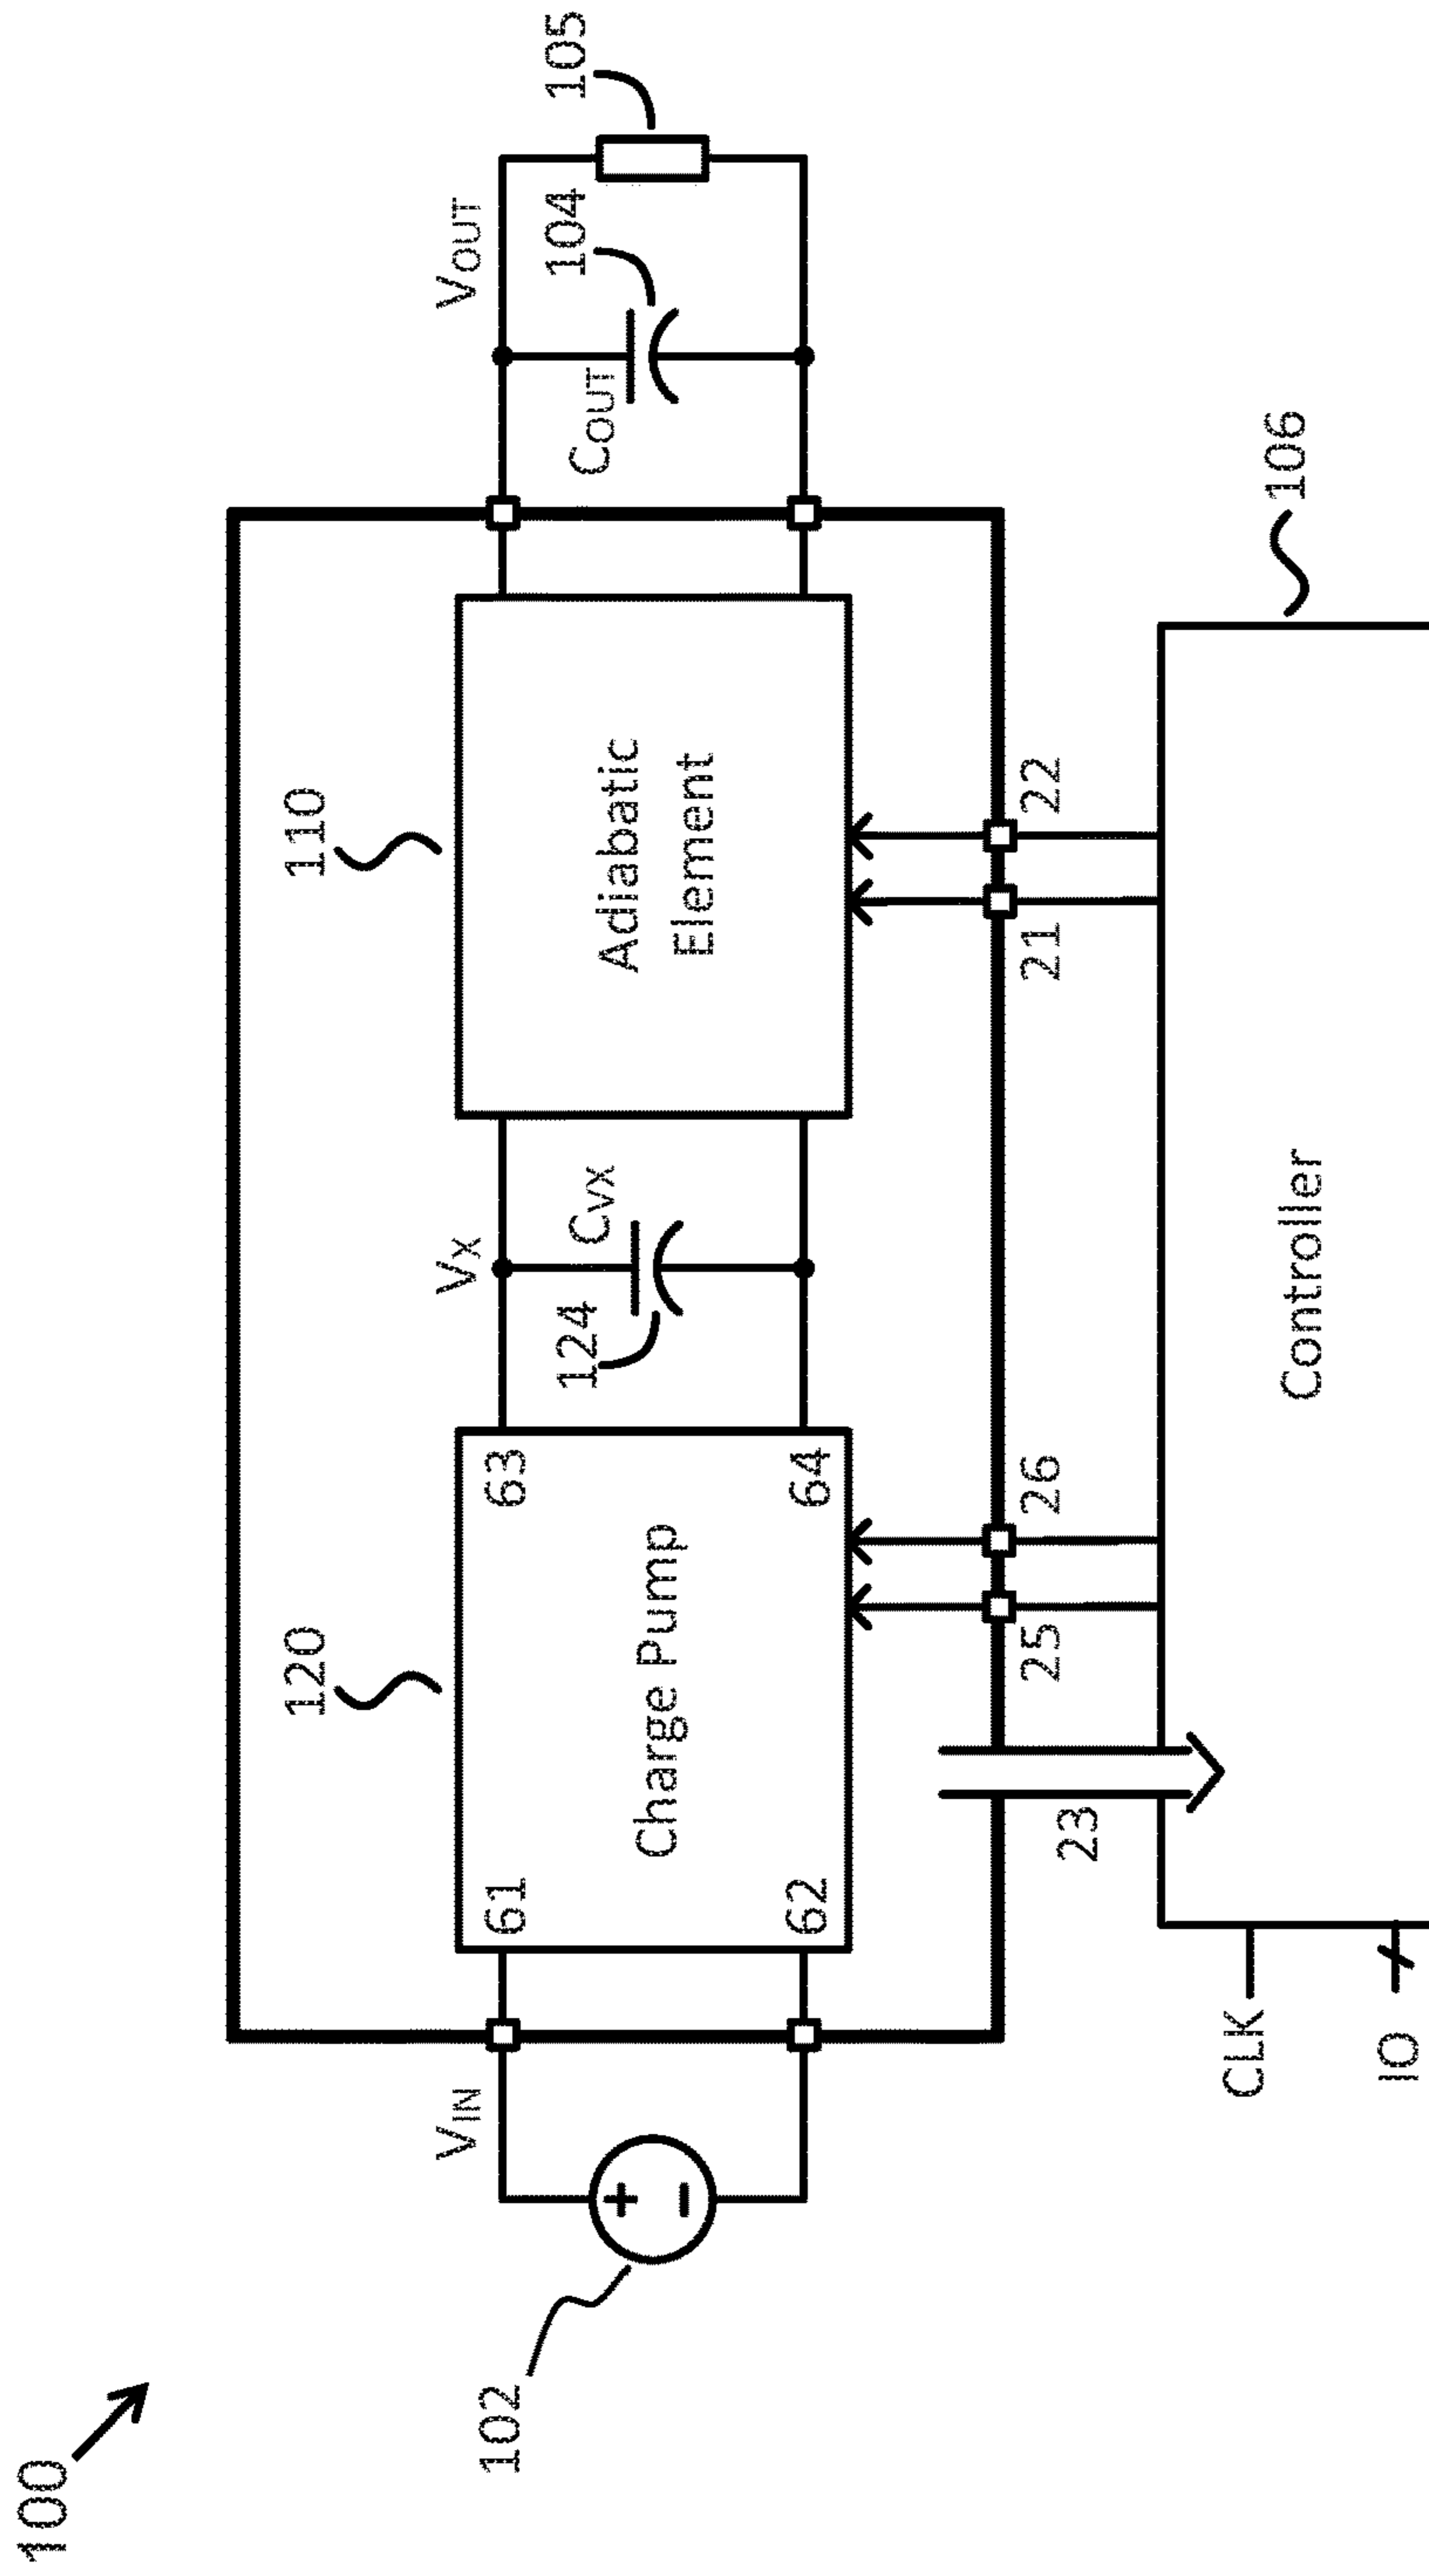 100
120
110
102
VIN
61
62
Charge Pump
63
64
VX
124
CVX
Adiabatic
Element
VOUT
COUT
104
105
23
25
26
21
22
106
CLK
IO
Controller